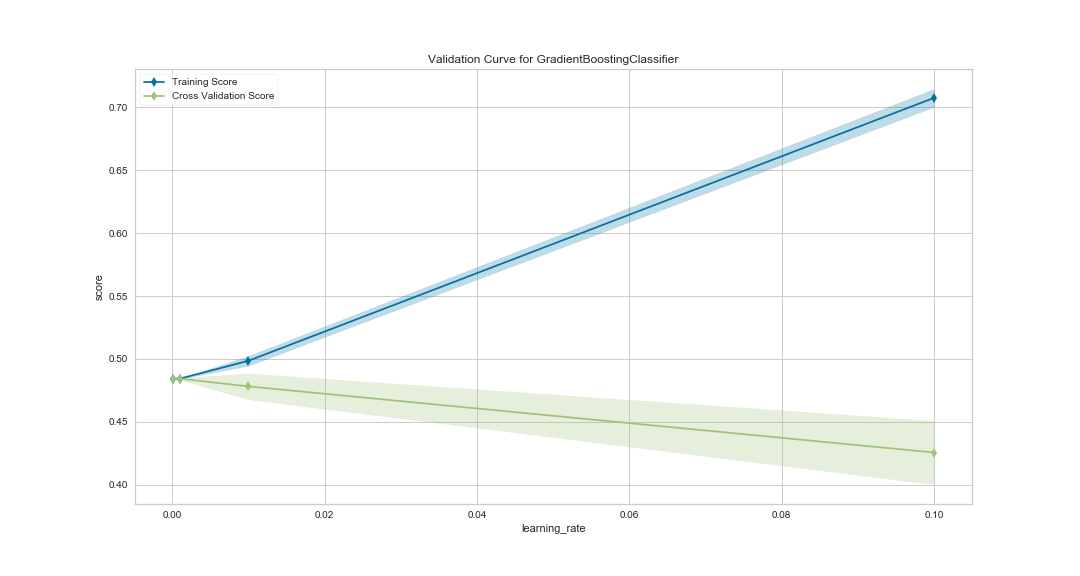 Validation Curve for GradientBoostingClassifier
Training Score
Cross Validation Score
0.70
0.65
0.60
0.55
0.50
0.45
0.40
score
0.00 0.02 0.04 0.06 0.08 0.10
learning_rate